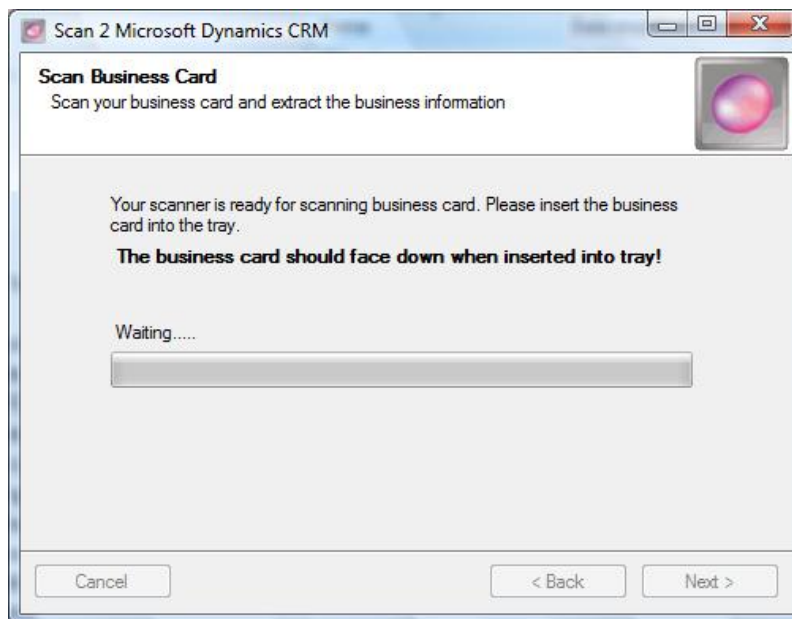 Scan 2 Microsoft Dynamics CRM
Scan Business Card
Scan your business card and extract the business information
Your scanner is ready for scanning business card. Please insert the business
card into the tray.
The business card should face down when inserted into tray!
Waiting.....
Cancel
< Back
Next >